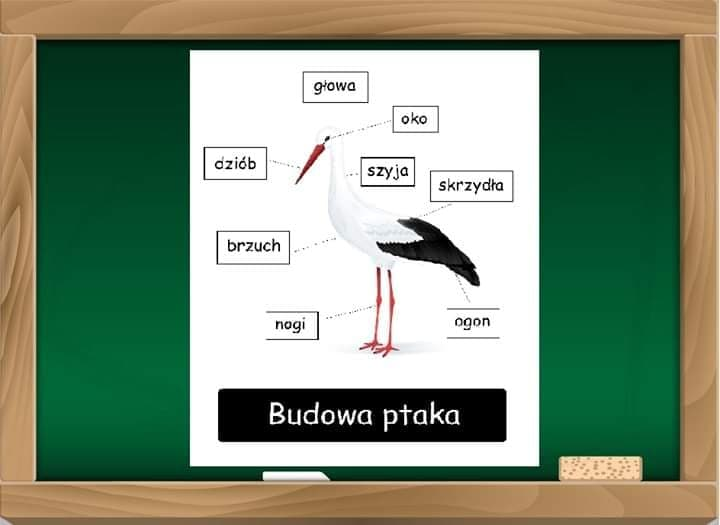 głowa
oko
dziób
szyja
skrzydła
brzuch
nogi
ogon
Budowa ptaka